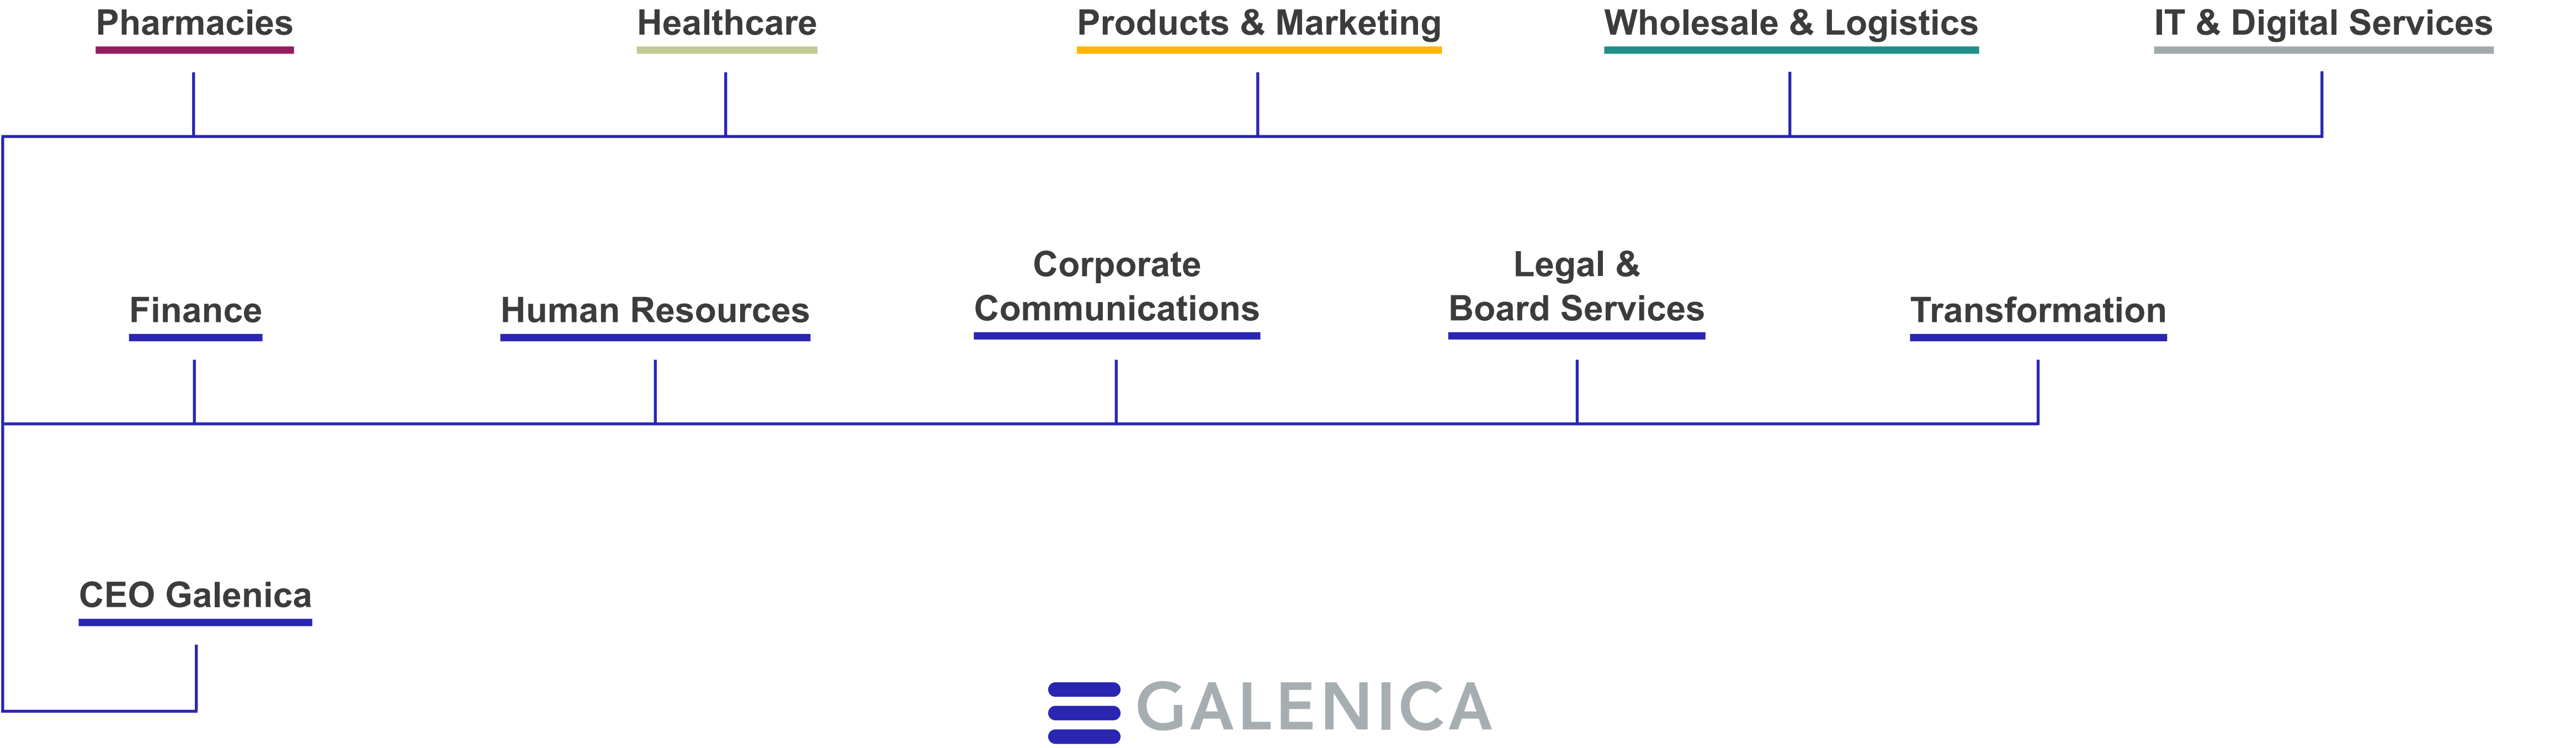 Pharmacies
Healthcare
Products & Marketing
Wholesale & Logistics
IT & Digital Services
Finance
Human Resources
Corporate
Communications
Legal &
Board Services
Transformation
CEO Galenica
GALENICA